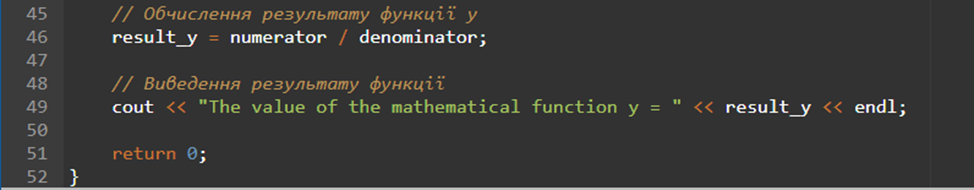 45 // Обчислення результату функції y
46 result_y = numerator / denominator;
47
48 // Виведення результату функції
49 cout << "The value of the mathematical function y = " << result_y << endl;
50
51 return 0;
52 }